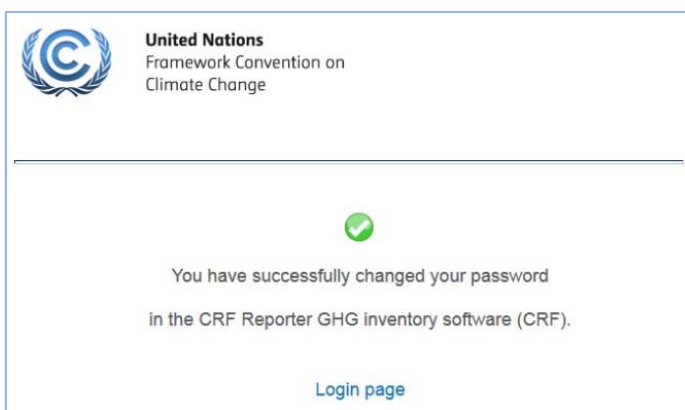 United Nations
Framework Convention on
Climate Change
You have successfully changed your password
in the CRF Reporter GHG inventory software (CRF).
Login page